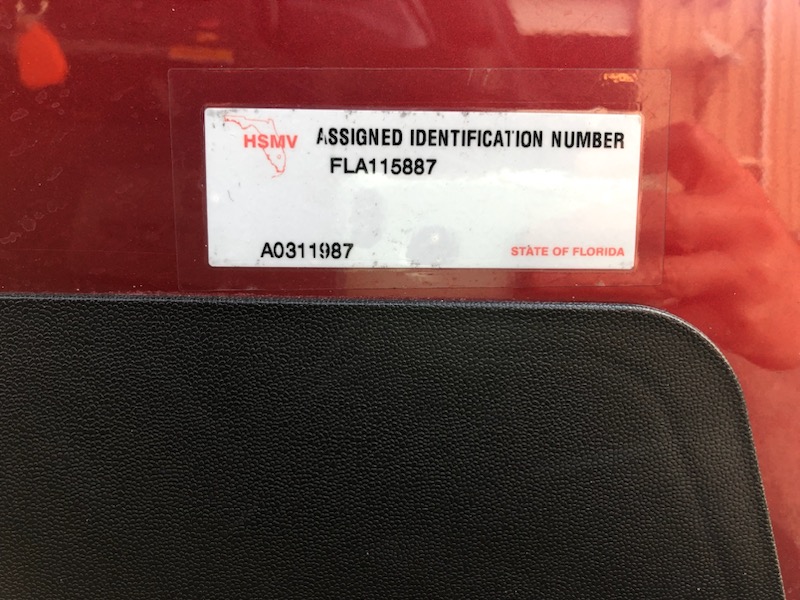 HSMV ASSIGNED IDENTIFICATION NUMBER
FLA115887
A0311987 STATE OF FLORIDA